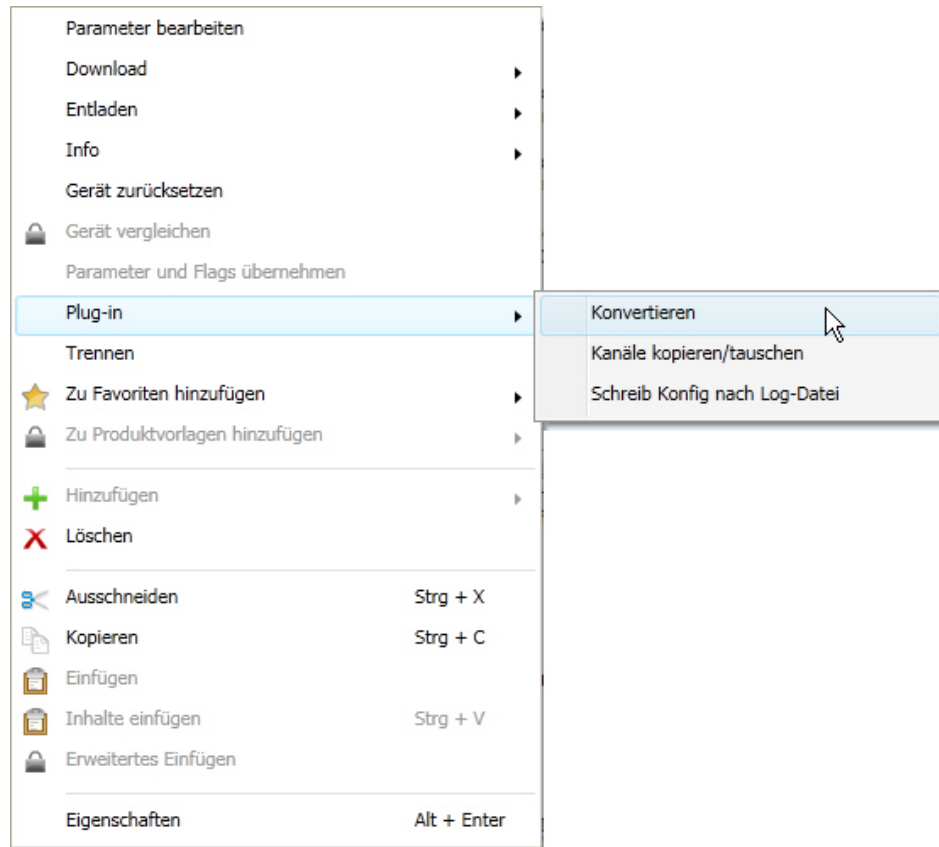 Parameter bearbeiten
Download
Entladen
Info
Gerät zurücksetzen
Gerät vergleichen
Parameter und Flags übernehmen
Plug-in
Konvertieren
Trennen
Kanäle kopieren/tauschen
Zu Favoriten hinzufügen
Schreib Konfig nach Log-Datei
Zu Produktvorlagen hinzufügen
Hinzufügen
Löschen
Ausschneiden Strg + X
Kopieren Strg + C
Einfügen
Inhalte einfügen Strg + V
Erweitertes Einfügen
Eigenschaften Alt + Enter